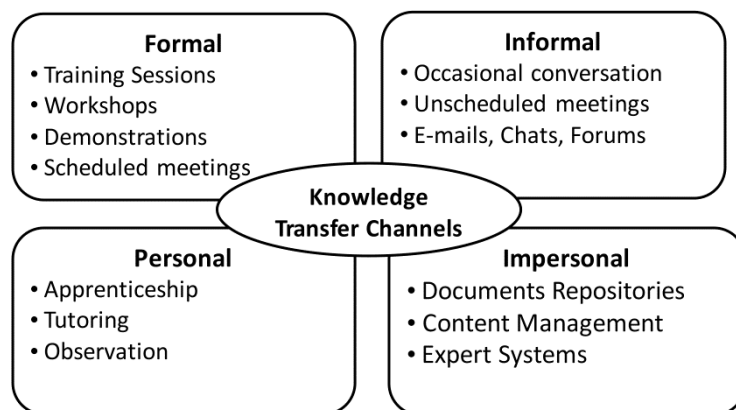 Formal
• Training Sessions
• Workshops
• Demonstrations
• Scheduled meetings
Informal
• Occasional conversation
• Unscheduled meetings
• E-mails, Chats, Forums
Knowledge
Transfer Channels
Personal
• Apprenticeship
• Tutoring
• Observation
Impersonal
• Documents Repositories
• Content Management
• Expert Systems